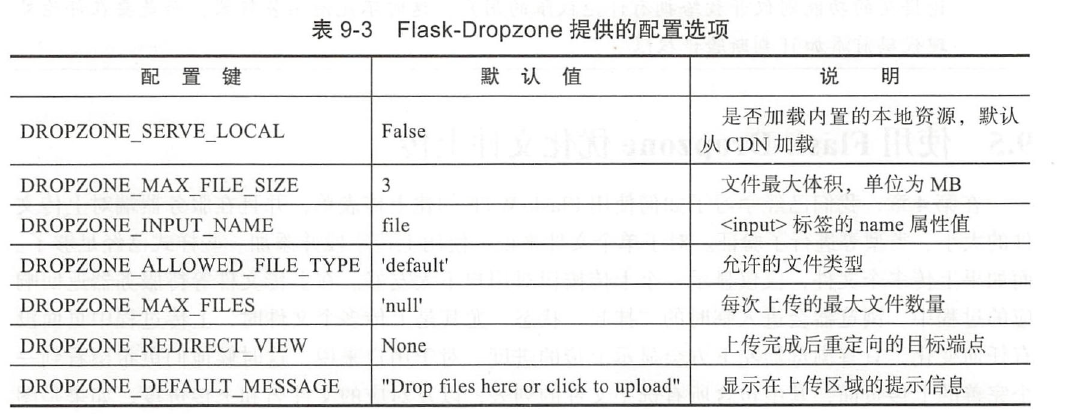 表 9-3 Flask-Dropzone 提供的配置选项
配 置 键 默 认 值 说 明
DROPZONE_SERVE_LOCAL False 是否加载内置的本地资源，默认
从 CDN 加载
DROPZONE_MAX_FILE_SIZE 3 文件最大体积，单位为 MB
DROPZONE_INPUT_NAME file <input> 标签的 name 属性值
DROPZONE_ALLOWED_FILE_TYPE 'default' 允许的文件类型
DROPZONE_MAX_FILES 'null' 每次上传的最大文件数量
DROPZONE_REDIRECT_VIEW None 上传完成后重定向的目标端点
DROPZONE_DEFAULT_MESSAGE "Drop files here or click to upload" 显示在上传区域的提示信息